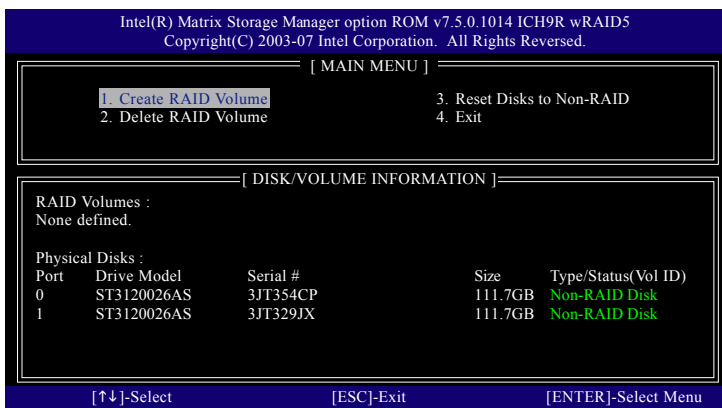 Intel(R) Matrix Storage Manager option ROM v7.5.0.1014 ICH9R wRAID5
Copyright(C) 2003-07 Intel Corporation. All Rights Reversed.
[ MAIN MENU ]
1. Create RAID Volume 3. Reset Disks to Non-RAID
2. Delete RAID Volume 4. Exit
[ DISK/VOLUME INFORMATION ]
RAID Volumes :
None defined.
Physical Disks :
Port Drive Model Serial # Size Type/Status(Vol ID)
0 ST3120026AS 3JT354CP 111.7GB Non-RAID Disk
1 ST3120026AS 3JT329JX 111.7GB Non-RAID Disk
[↑↓]-Select [ESC]-Exit [ENTER]-Select Menu